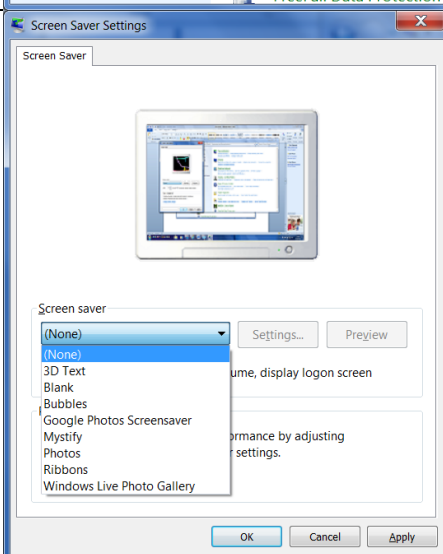 Screen Saver Settings
Screen Saver
Screen saver
(None)
Settings...
Preview
(None)
3D Text
ume, display logon screen
Blank
Bubbles
Google Photos Screensaver
Mystify
ormance by adjusting
Photos
r settings.
Ribbons
Windows Live Photo Gallery
OK
Cancel
Apply